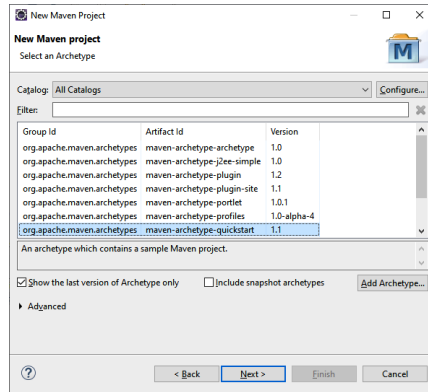 New Maven Project
New Maven project
Select an Archetype
M
Catalog: All Catalogs Configure...
Filter:
Group Id Artifact Id Version
org.apache.maven.archetypes maven-archetype-archetype 1.0
org.apache.maven.archetypes maven-archetype-j2ee-simple 1.0
org.apache.maven.archetypes maven-archetype-plugin 1.2
org.apache.maven.archetypes maven-archetype-plugin-site 1.1
org.apache.maven.archetypes maven-archetype-portlet 1.0.1
org.apache.maven.archetypes maven-archetype-profiles 1.0-alpha-4
org.apache.maven.archetypes maven-archetype-quickstart 1.1
An archetype which contains a sample Maven project.
Show the last version of Archetype only Include snapshot archetypes Add Archetype...
Advanced
? < Back Next > Finish Cancel